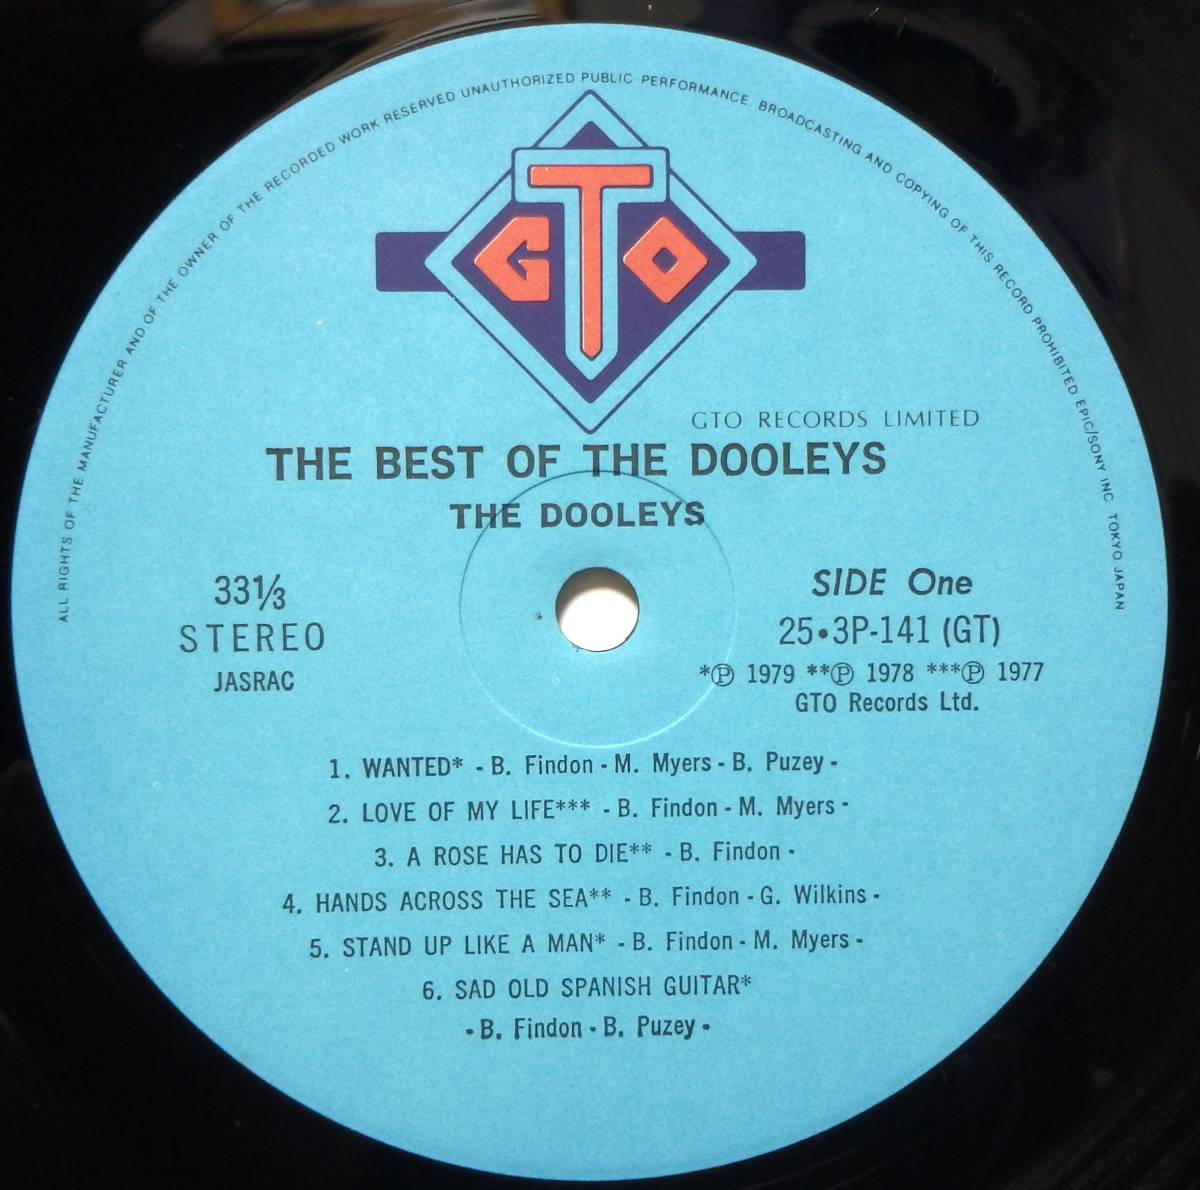 ALL RIGHTS OF THE MANUFACTURER AND OF THE OWNER OF THE RECORDED WORK RESERVED UNAUTHORIZED PUBLIC PERFORMANCE BROADCASTING AND COPYING OF THIS RECORD PROHIBITED EPIC/SONY INC. TOKYO JAPAN
GTO
GTO RECORDS LIMITED
THE BEST OF THE DOOLEYS
THE DOOLEYS
33⅓
STEREO
JASRAC
SIDE One
25•3P-141 (GT)
*Ⓟ 1979 **Ⓟ 1978 ***Ⓟ 1977
GTO Records Ltd.
1. WANTED* - B. Findon - M. Myers - B. Puzey -
2. LOVE OF MY LIFE*** - B. Findon - M. Myers -
3. A ROSE HAS TO DIE** - B. Findon -
4. HANDS ACROSS THE SEA** - B. Findon - G. Wilkins -
5. STAND UP LIKE A MAN* - B. Findon - M. Myers -
6. SAD OLD SPANISH GUITAR*
- B. Findon - B. Puzey -